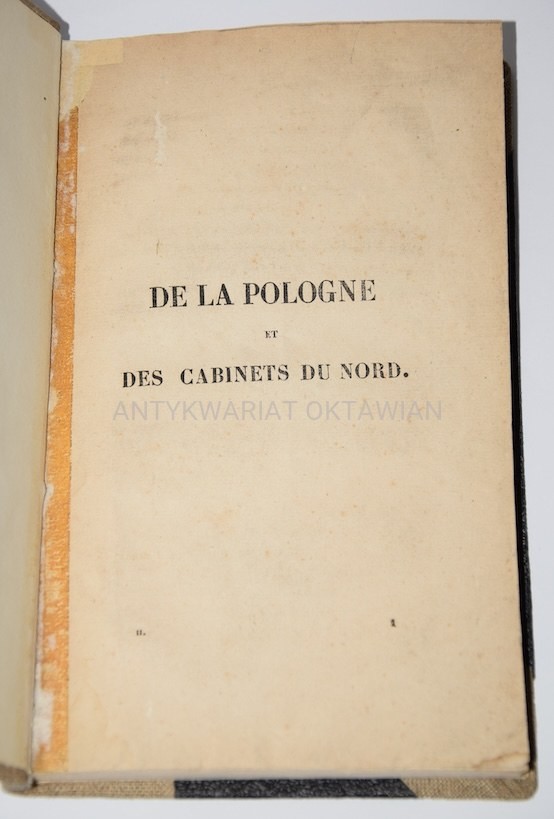 DE LA POLOGNE
ET
DES CABINETS DU NORD.
ANTYKWARIAT OKTAWIAN
II. 1